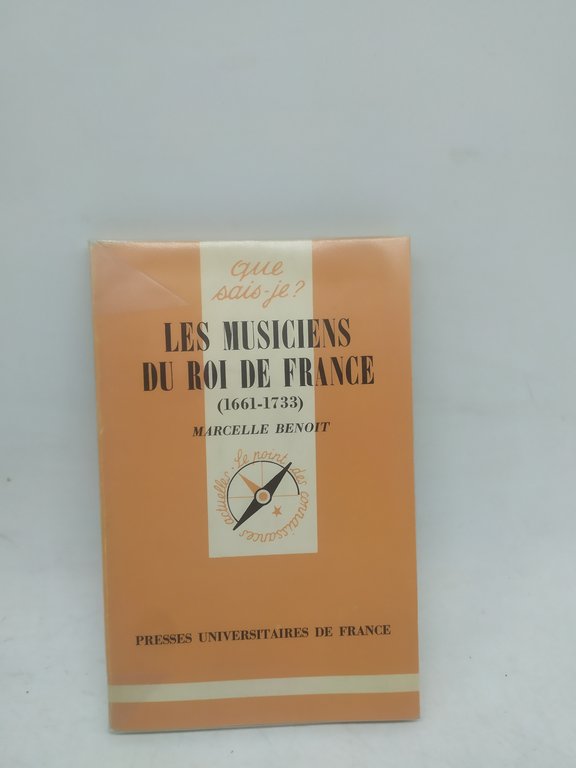 que
sais-je?
LES MUSICIENS
DU ROI DE FRANCE
(1661-1733)
MARCELLE BENOIT
le point des connaissances actuelles
PRESSES UNIVERSITAIRES DE FRANCE